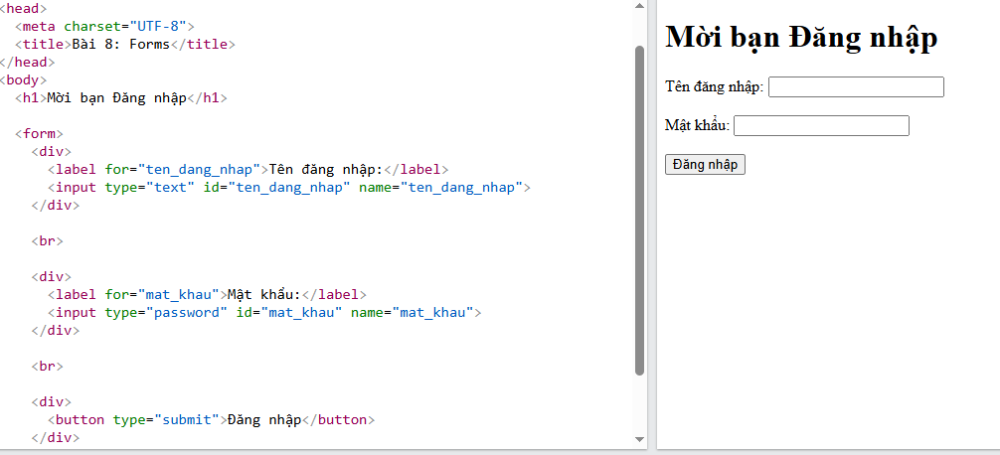 <head>
  <meta charset="UTF-8">
  <title>Bài 8: Forms</title>
</head>
<body>
  <h1>Mời bạn Đăng nhập</h1>
  <form>
    <div>
      <label for="ten_dang_nhap">Tên đăng nhập:</label>
      <input type="text" id="ten_dang_nhap" name="ten_dang_nhap">
    </div>
    <br>
    <div>
      <label for="mat_khau">Mật khẩu:</label>
      <input type="password" id="mat_khau" name="mat_khau">
    </div>
    <br>
    <div>
      <button type="submit">Đăng nhập</button>
    </div>
Mời bạn Đăng nhập
Tên đăng nhập:
Mật khẩu:
Đăng nhập